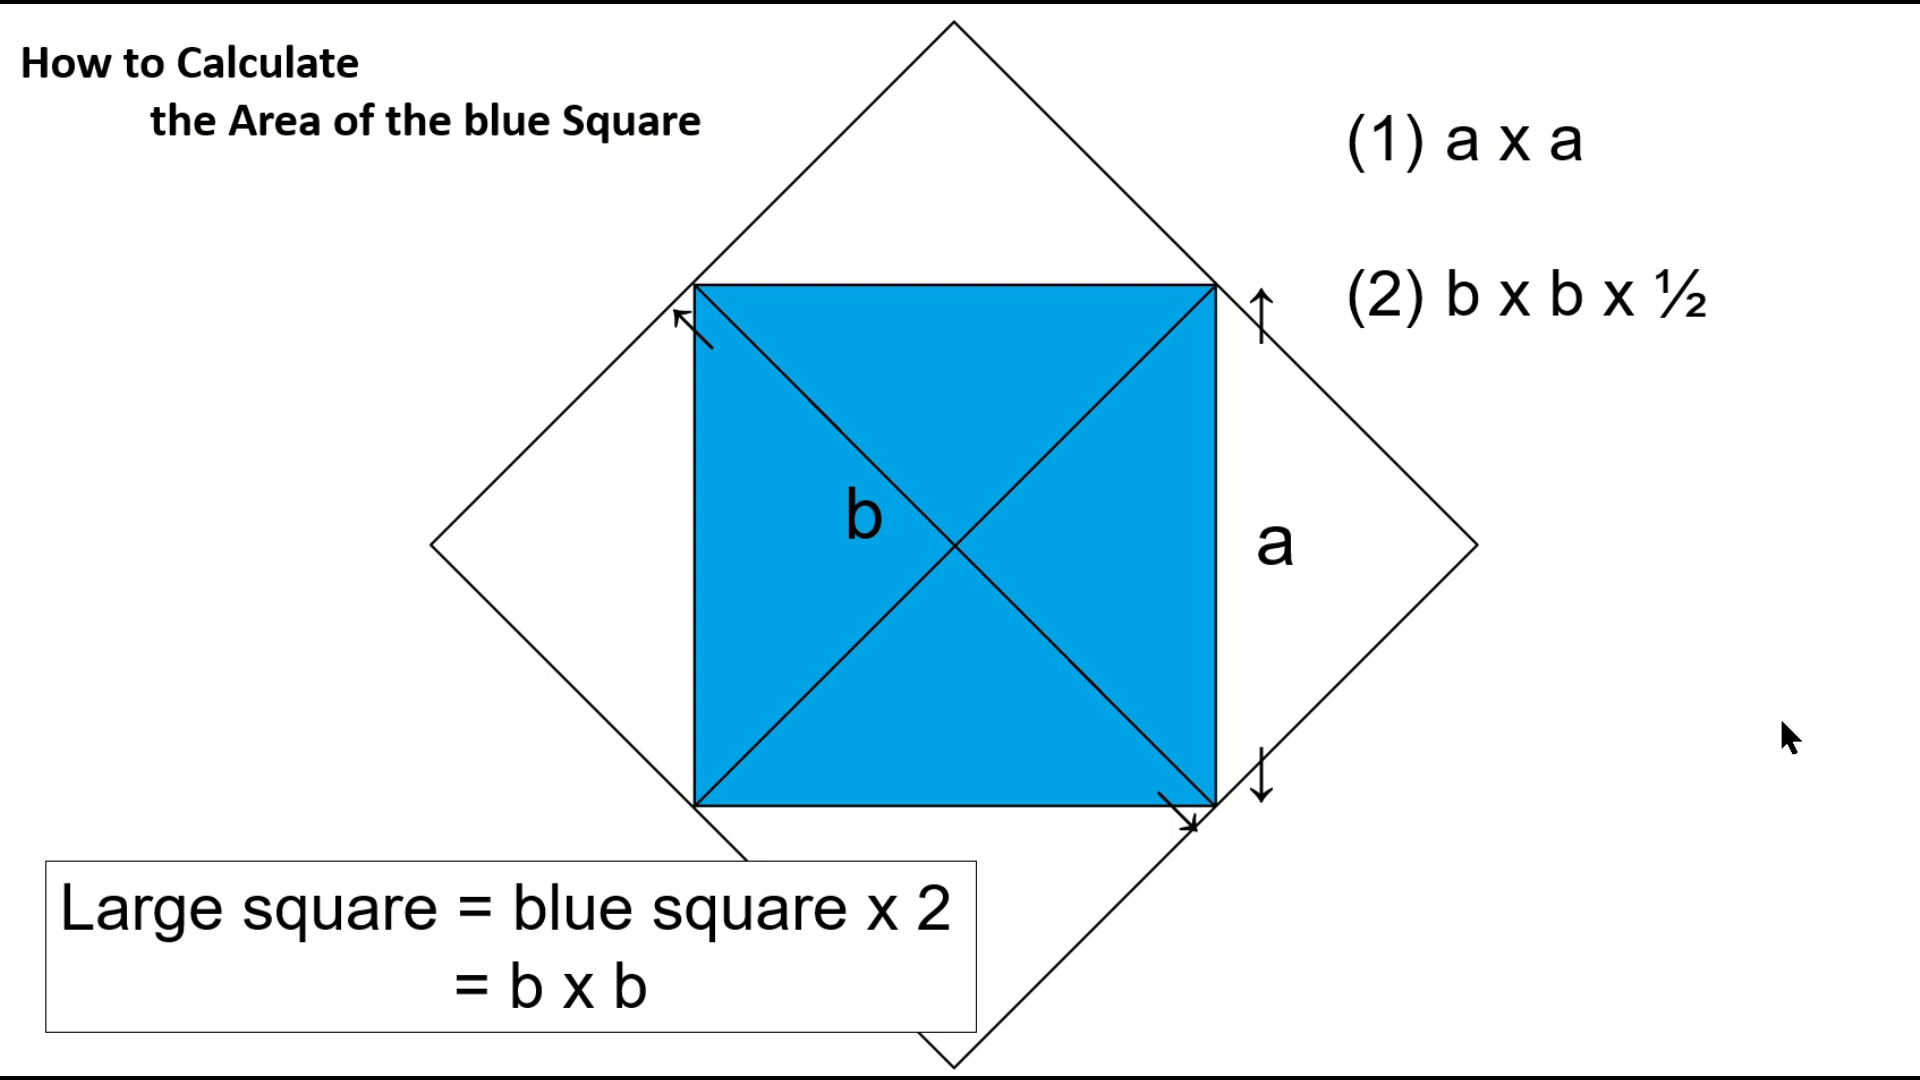 How to Calculate
the Area of the blue Square
(1) a x a
(2) b x b x ½
b
a
Large square = blue square x 2
= b x b